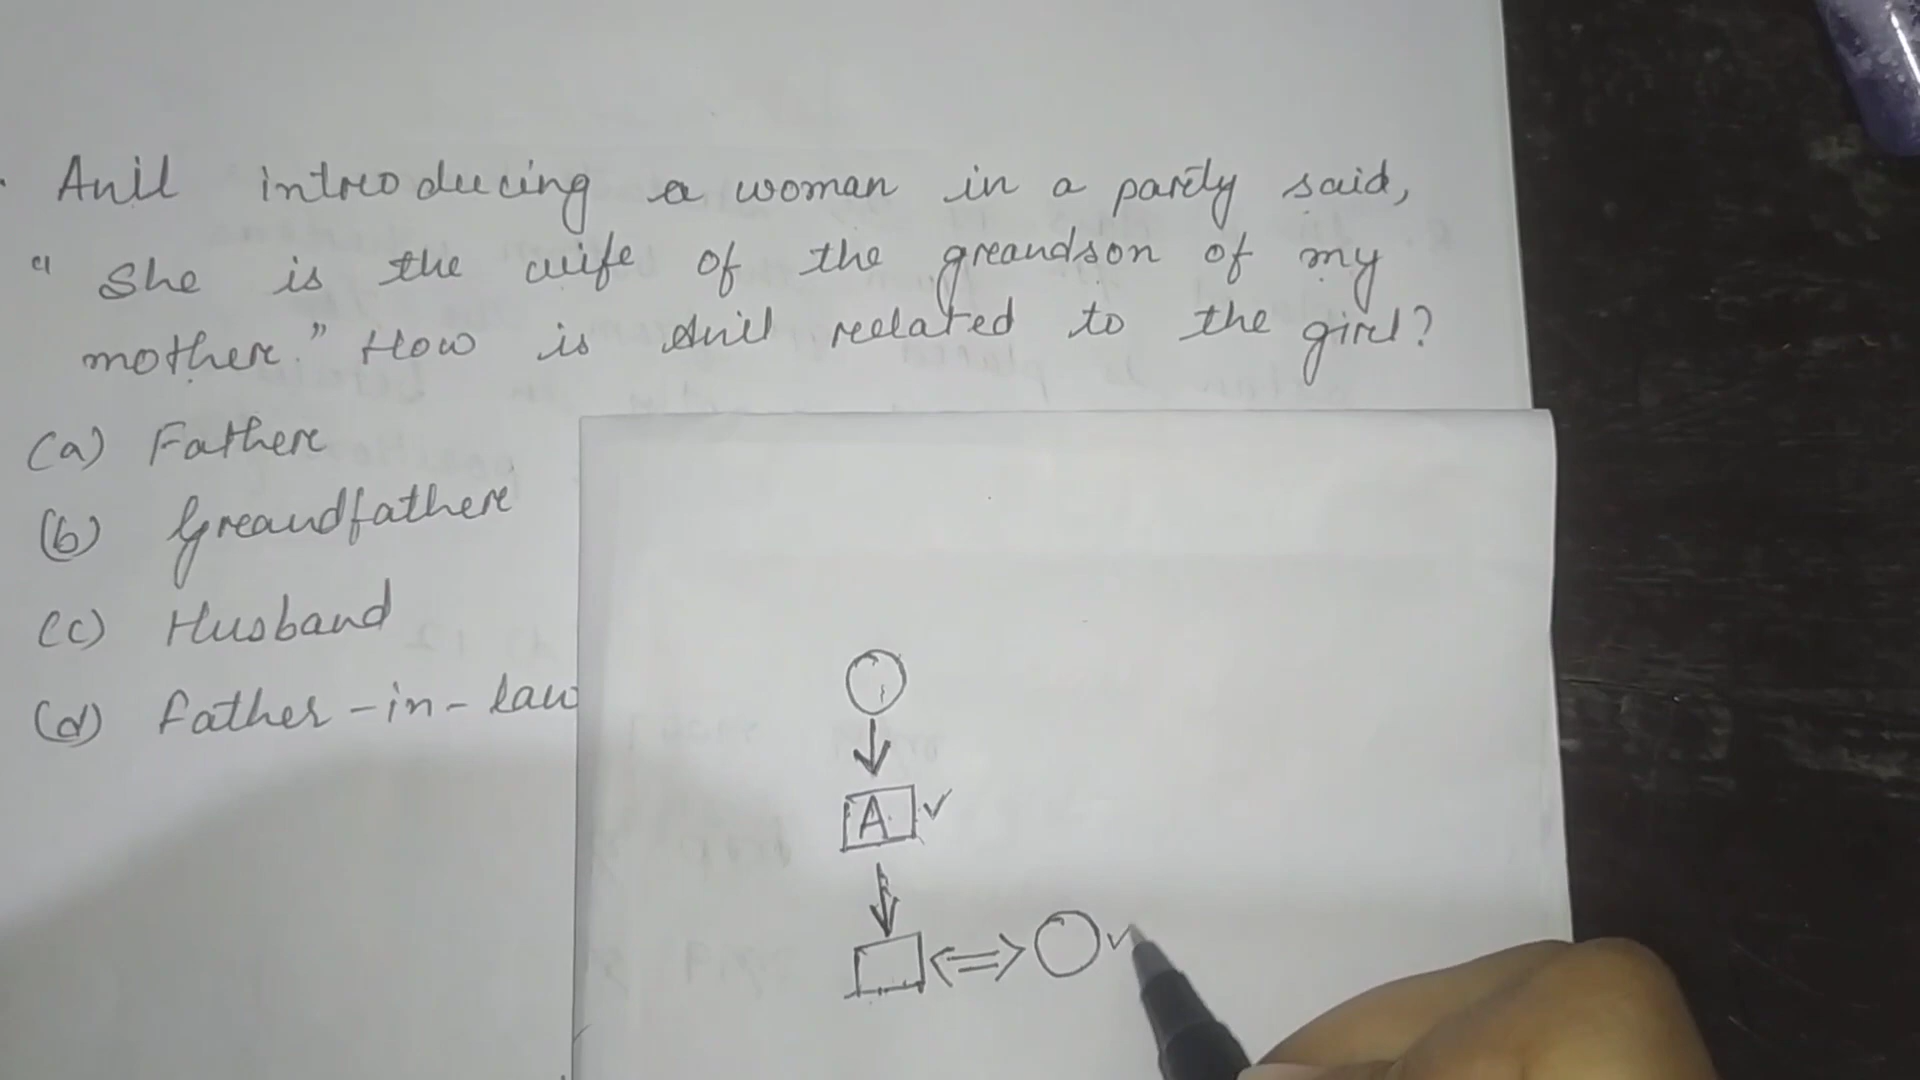 Anil introducing a woman in a party said,
" She is the wife of the grandson of my
mother." How is Anil related to the girl?
(a) Father
(b) Grandfather
(c) Husband
(d) Father-in-law
A